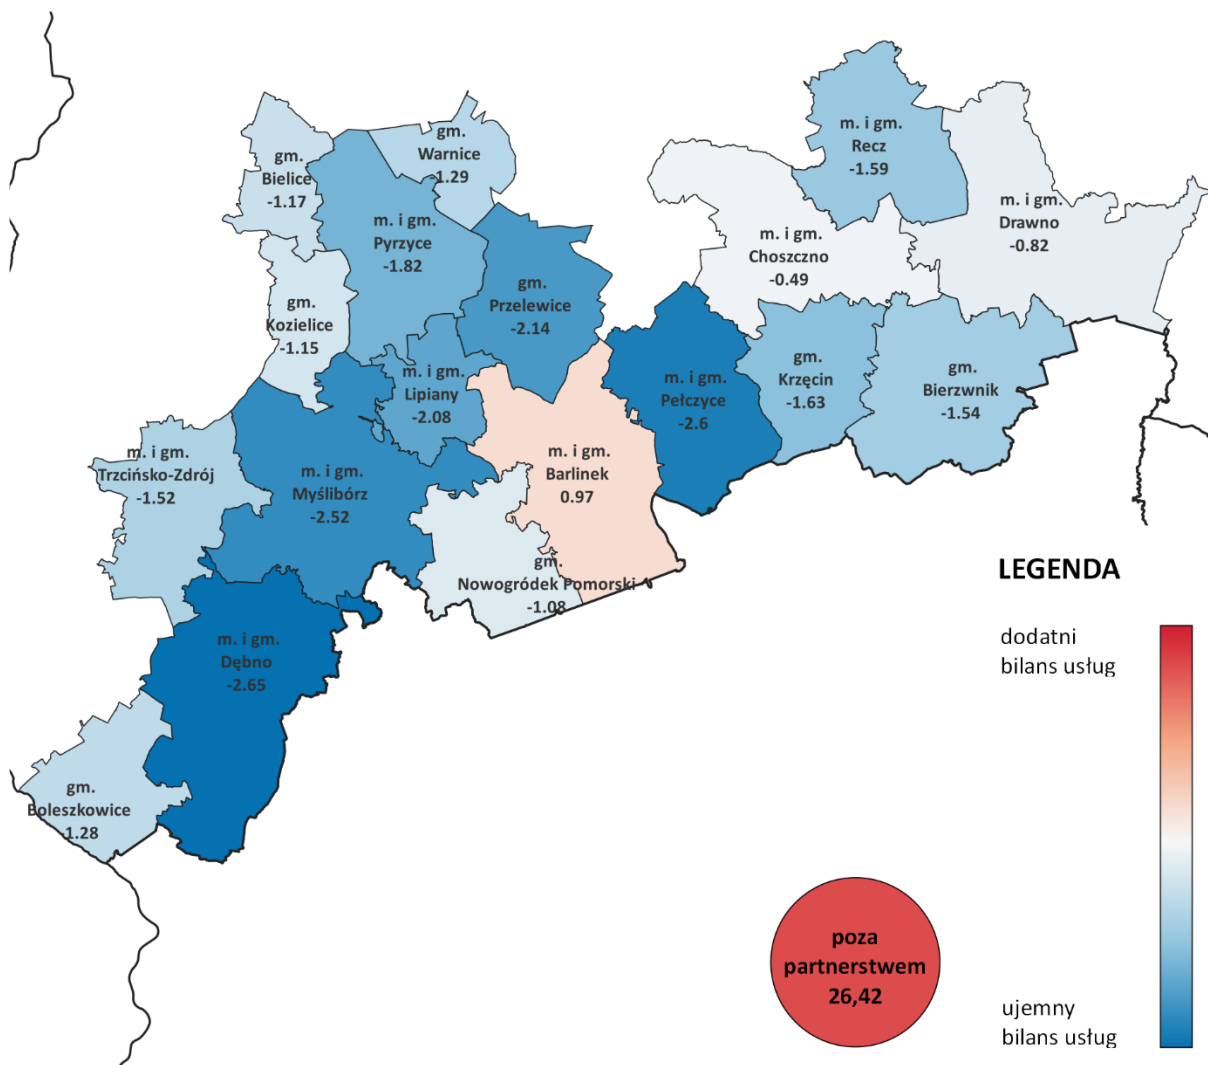 gm.
Warnice
-1.29
m. i gm.
Recz
-1.59
gm.
Bielice
-1.17
m. i gm.
Pyrzyce
-1.82
m. i gm.
Drawno
-0.82
m. i gm.
Choszczno
-0.49
gm.
Kozielice
-1.15
gm.
Przelewice
-2.14
m. i gm.
Lipiany
-2.08
m. i gm.
Pełczyce
-2.6
gm.
Krzęcin
-1.63
gm.
Bierzwnik
-1.54
m. i gm.
Trzcińsko-Zdrój
-1.52
m. i gm.
Myślibórz
-2.52
m. i gm.
Barlinek
0.97
gm.
Nowogródek Pomorski
-1.08
m. i gm.
Dębno
-2.65
gm.
Boleszkowice
-1.28
LEGENDA
dodatni
bilans usług
ujemny
bilans usług
poza
partnerstwem
26,42